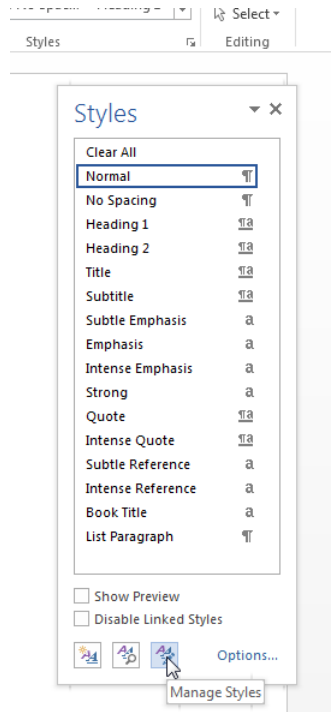 Select
Styles
Editing
Styles
Clear All
Normal ¶
No Spacing ¶
Heading 1 ¶a
Heading 2 ¶a
Title ¶a
Subtitle ¶a
Subtle Emphasis a
Emphasis a
Intense Emphasis a
Strong a
Quote ¶a
Intense Quote ¶a
Subtle Reference a
Intense Reference a
Book Title a
List Paragraph ¶
Show Preview
Disable Linked Styles
Options...
Manage Styles